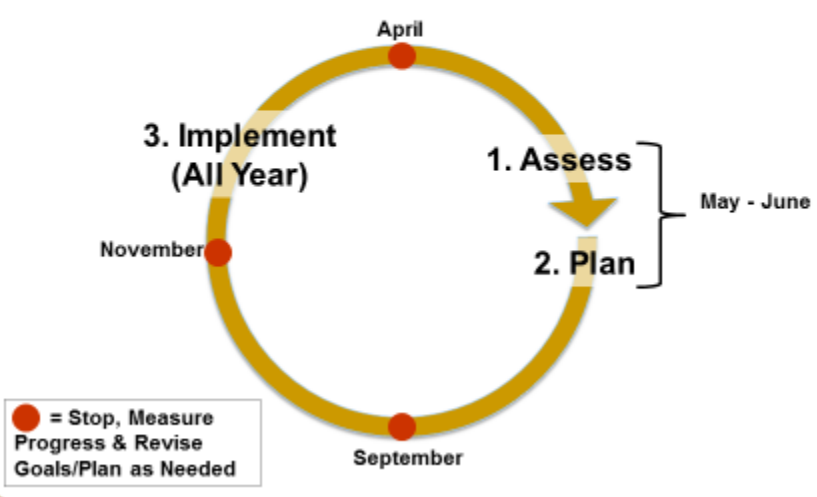 April
3. Implement
(All Year)
1. Assess
May - June
November
2. Plan
= Stop, Measure
Progress & Revise
Goals/Plan as Needed
September